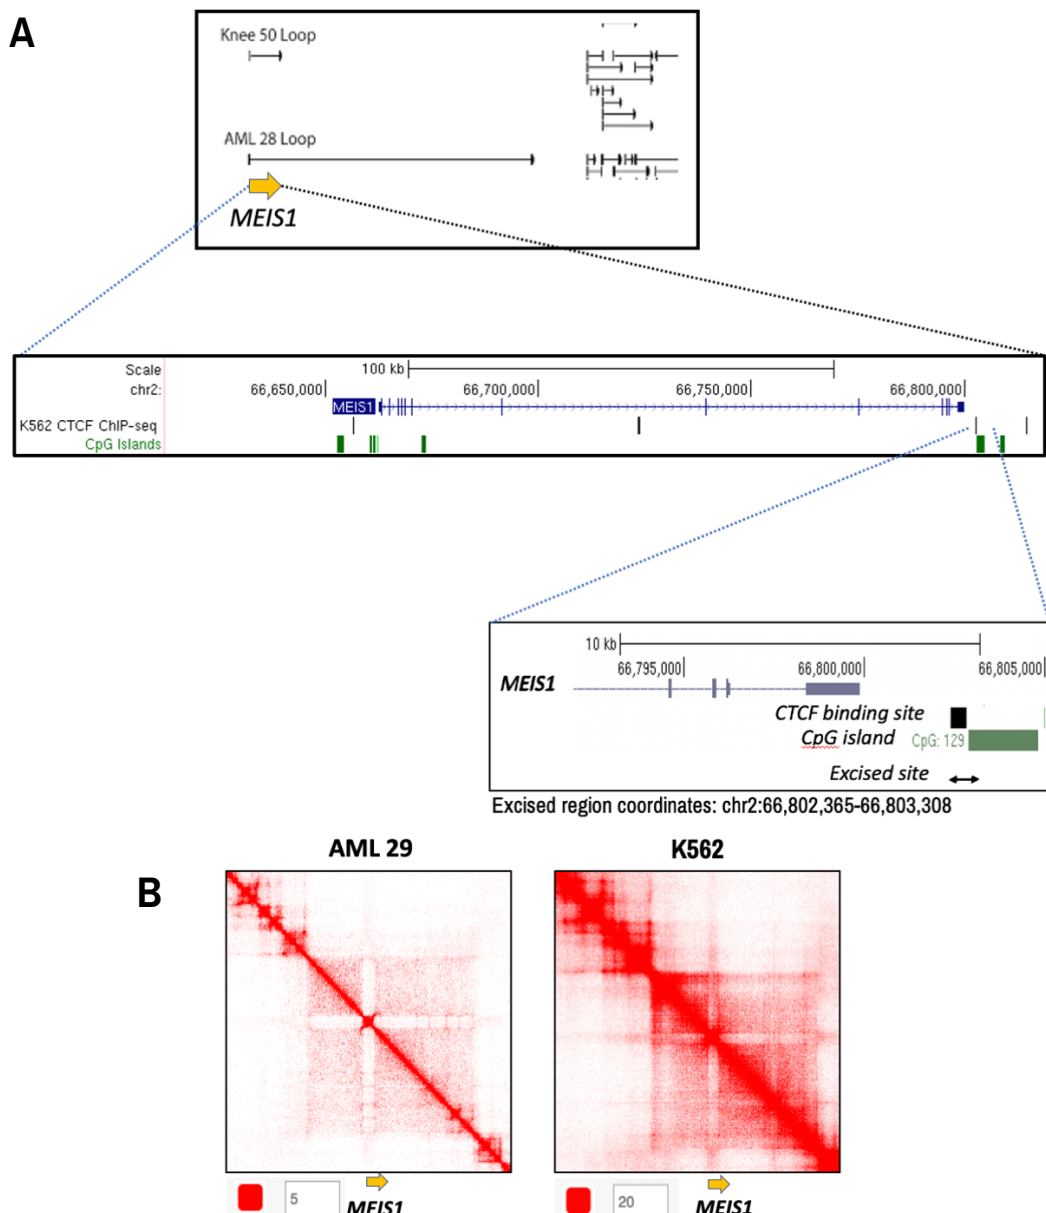 A
Knee 50 Loop
AML 28 Loop
MEIS1
Scale
100 kb
chr2:
66,650,000
66,700,000
66,750,000
66,800,000
MEIS1
K562 CTCF ChIP-seq
CpG Islands
10 kb
66,795,000
66,800,000
66,805,000
MEIS1
CTCF binding site
CpG island
CpG: 129
Excised site
Excised region coordinates: chr2:66,802,365-66,803,308
B
AML 29
K562
5
MEIS1
20
MEIS1